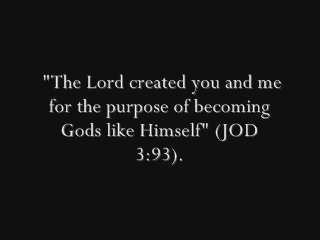 "The Lord created you and me
for the purpose of becoming
Gods like Himself" (JOD
3:93).